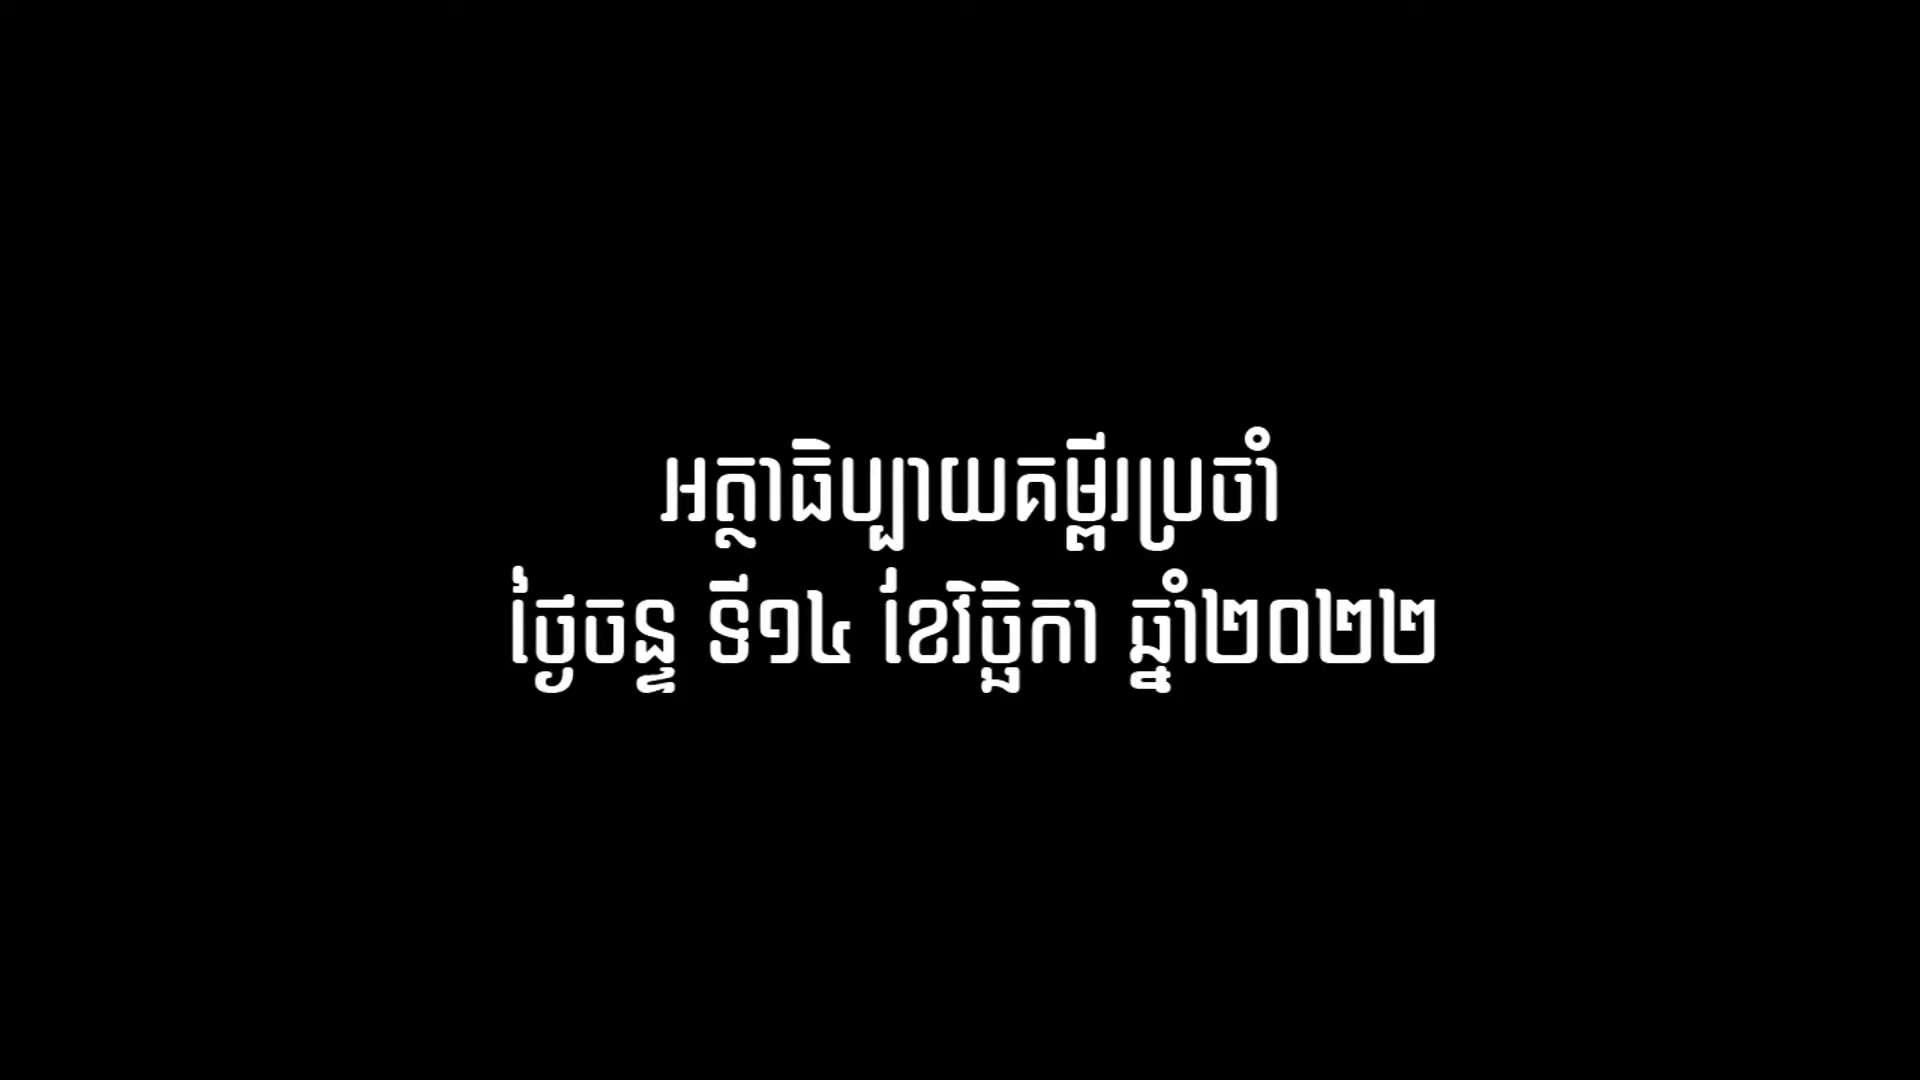 អត្ថាធិប្បាយគម្ពីរប្រចាំ
ថ្ងៃចន្ទ ទី១៤ ខែវិច្ឆិកា ឆ្នាំ២០២២